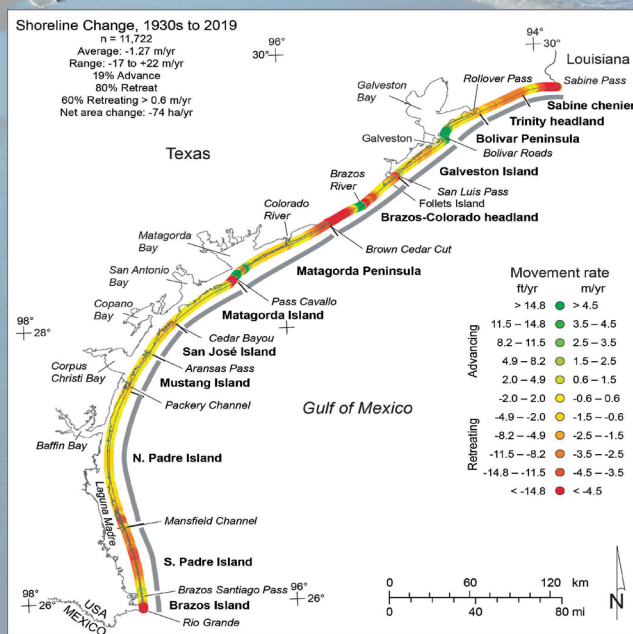 Shoreline Change, 1930s to 2019
n = 11,722
Average: -1.27 m/yr
Range: -17 to +22 m/yr
19% Advance
80% Retreat
60% Retreating > 0.6 m/yr
Net area change: -74 ha/yr
96°
30°
94°
30°
Louisiana
Sabine Pass
Rollover Pass
Galveston
Bay
Sabine chenier
Trinity headland
Bolivar Peninsula
Galveston
Bolivar Roads
Texas
Galveston Island
Brazos
River
San Luis Pass
Follets Island
Brazos-Colorado headland
Colorado
River
Brown Cedar Cut
Matagorda
Bay
Matagorda Peninsula
San Antonio
Bay
Pass Cavallo
Matagorda Island
Copano
Bay
98°
28°
Cedar Bayou
San José Island
Aransas Pass
Corpus
Christi Bay
Mustang Island
Packery Channel
Gulf of Mexico
Baffin Bay
N. Padre Island
Laguna Madre
Mansfield Channel
S. Padre Island
Brazos Santiago Pass
98°
26°
96°
26°
USA
MEXICO
Brazos Island
Rio Grande
Movement rate
ft/yr m/yr
Advancing
> 14.8 > 4.5
11.5 – 14.8 3.5 – 4.5
8.2 – 11.5 2.5 – 3.5
4.9 – 8.2 1.5 – 2.5
2.0 – 4.9 0.6 – 1.5
-2.0 – 2.0 -0.6 – 0.6
Retreating
-4.9 – -2.0 -1.5 – -0.6
-8.2 – -4.9 -2.5 – -1.5
-11.5 – -8.2 -3.5 – -2.5
-14.8 – -11.5 -4.5 – -3.5
< -14.8 < -4.5
0 60 120 km
0 40 80 mi
N